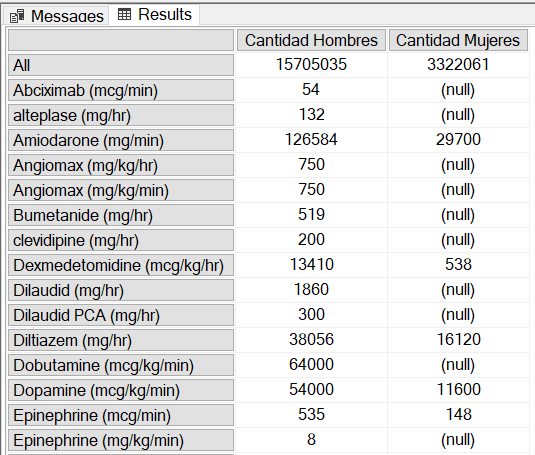 Messages Results
Cantidad Hombres Cantidad Mujeres
All 15705035 3322061
Abciximab (mcg/min) 54 (null)
alteplase (mg/hr) 132 (null)
Amiodarone (mg/min) 126584 29700
Angiomax (mg/kg/hr) 750 (null)
Angiomax (mg/kg/min) 750 (null)
Bumetanide (mg/hr) 519 (null)
clevidipine (mg/hr) 200 (null)
Dexmedetomidine (mcg/kg/hr) 13410 538
Dilaudid (mg/hr) 1860 (null)
Dilaudid PCA (mg/hr) 300 (null)
Diltiazem (mg/hr) 38056 16120
Dobutamine (mcg/kg/min) 64000 (null)
Dopamine (mcg/kg/min) 54000 11600
Epinephrine (mcg/min) 535 148
Epinephrine (mg/kg/min) 8 (null)